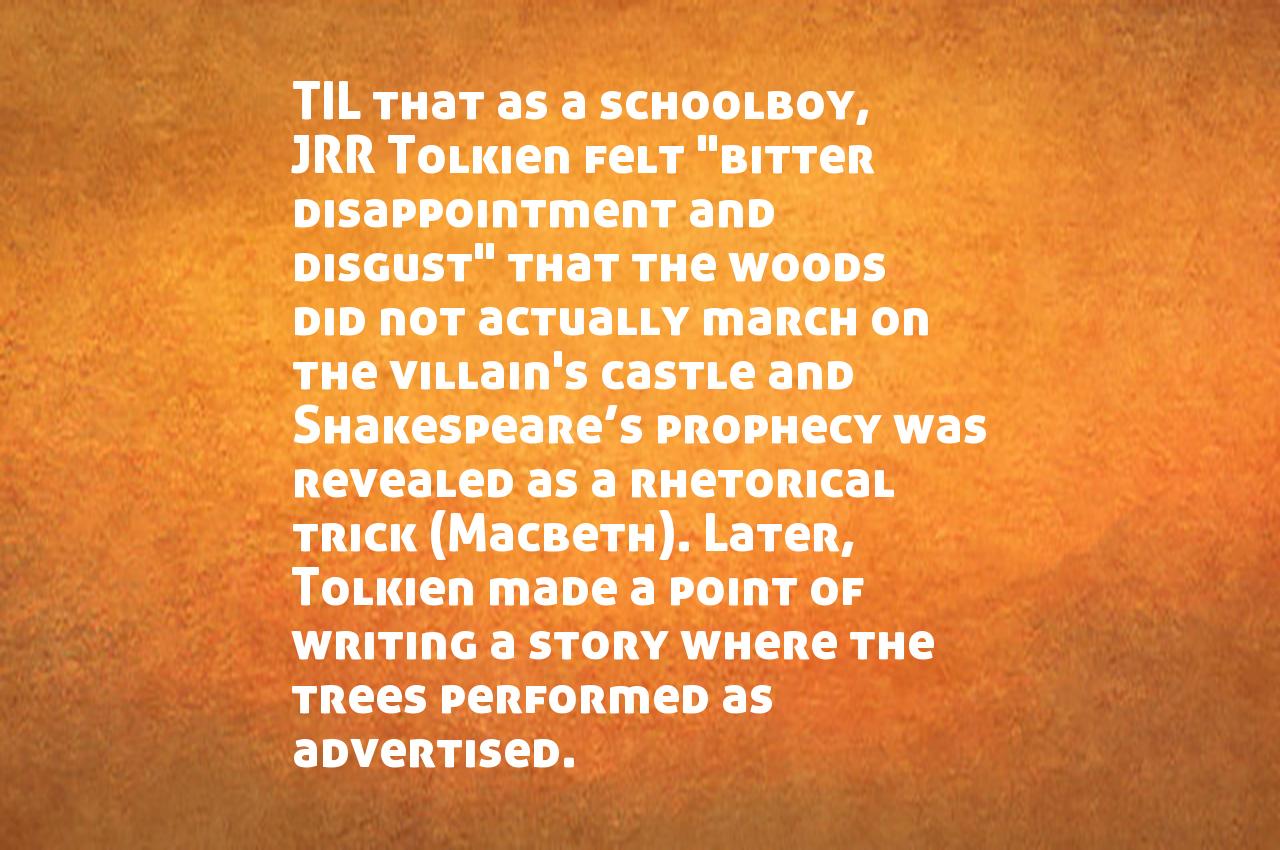 TIL that as a schoolboy,
JRR Tolkien felt "bitter
disappointment and
disgust" that the woods
did not actually march on
the villain's castle and
Shakespeare’s prophecy was
revealed as a rhetorical
trick (Macbeth). Later,
Tolkien made a point of
writing a story where the
trees performed as
advertised.